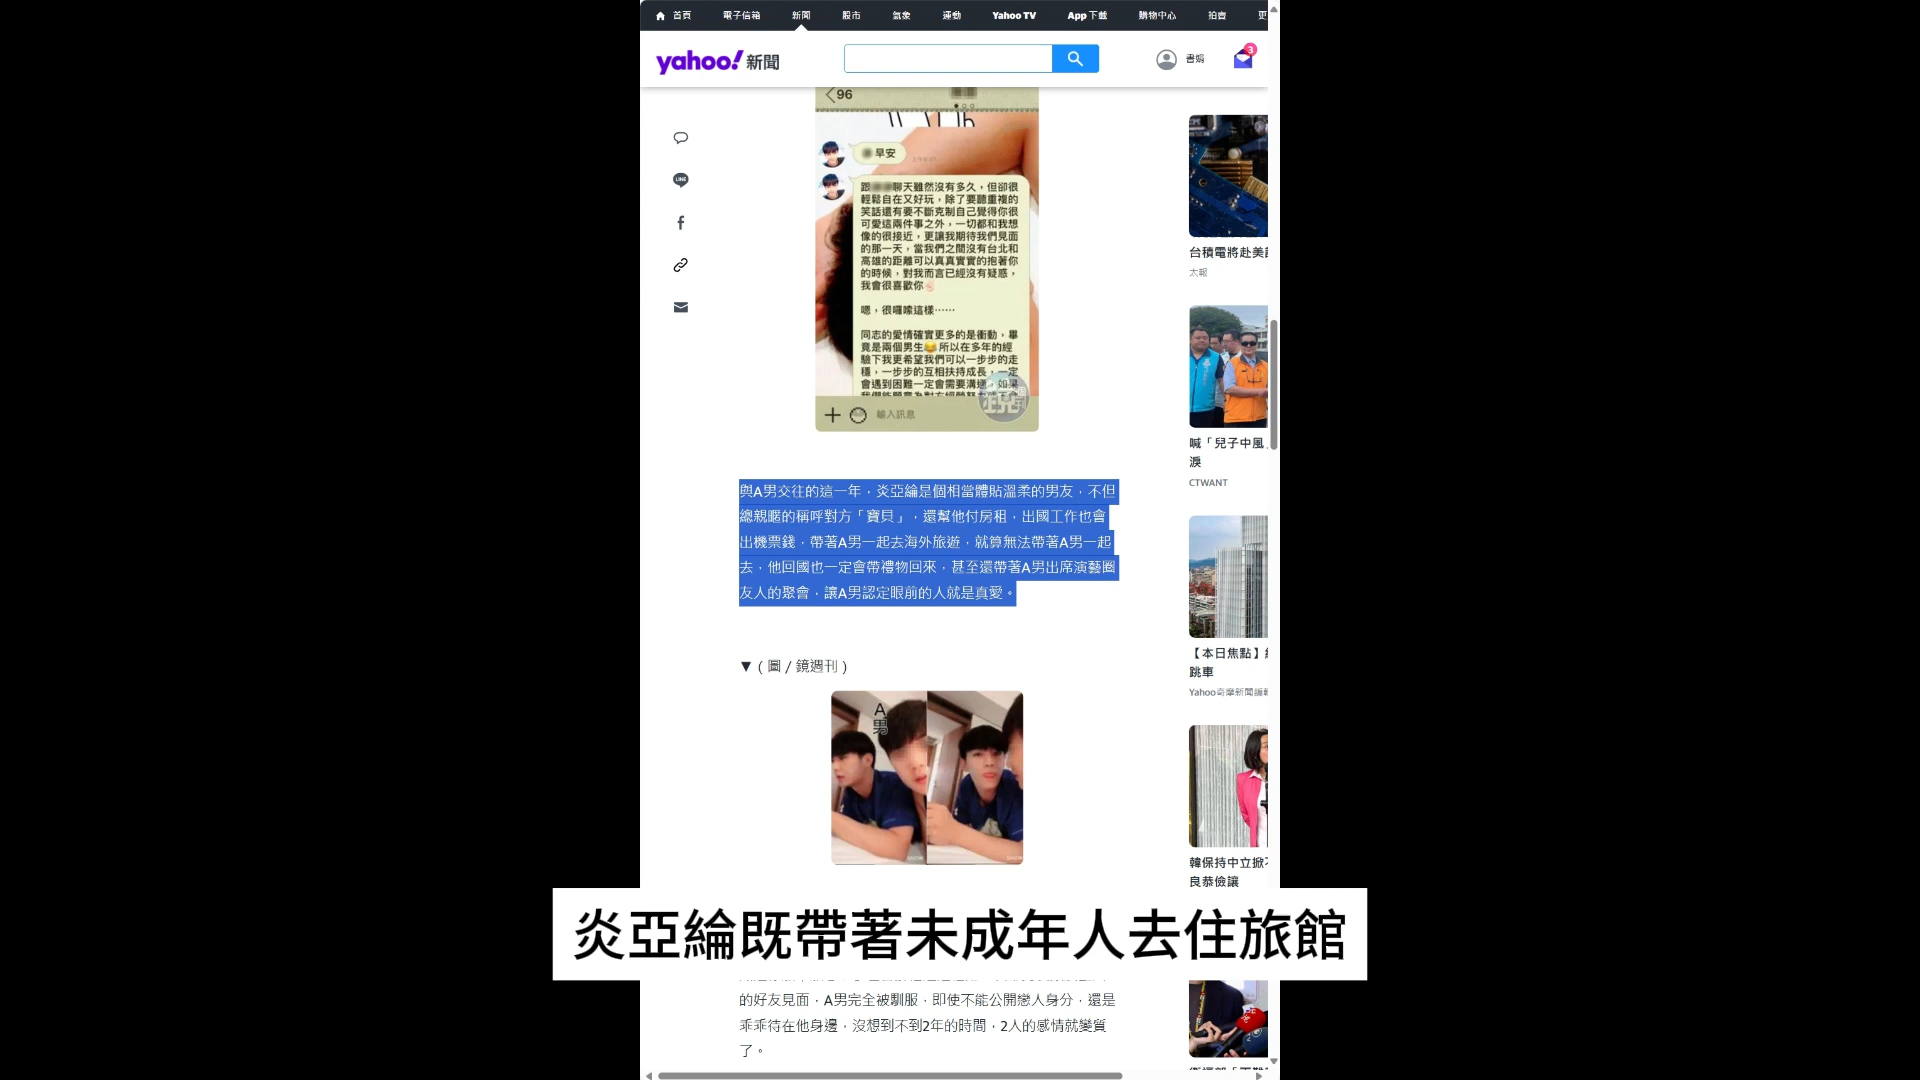 首頁 電子信箱 新聞 股市 氣象 運動 Yahoo TV App 下載 購物中心 拍賣
yahoo! 新聞
書娟
3
96
早安
跟 聊天雖然沒有多久，但卻很
輕鬆自在又好玩，除了要聽重複的
笑話還有要不斷克制自己覺得你很
可愛這兩件事之外，一切都和我想
像的很接近，更讓我期待我們見面
的那一天，當我們之間沒有台北和
高雄的距離可以真真實實的抱著你
的時候，對我而言已經沒有疑惑，
我會很喜歡你
嗯，很囉嗦這樣⋯⋯
同志的愛情確實更多的是衝動，畢
竟是兩個男生😂所以在多年的經
驗下我更希望我們可以一步步的走
穩，一步步的互相扶持成長，一定
會遇到困難一定會需要溝通，如果
輸入訊息
LINE
與A男交往的這一年，炎亞綸是個相當體貼溫柔的男友，不但
總親暱的稱呼對方「寶貝」，還幫他付房租，出國工作也會
出機票錢，帶著A男一起去海外旅遊，就算無法帶著A男一起
去，他回國也一定會帶禮物回來，甚至還帶著A男出席演藝圈
友人的聚會，讓A男認定眼前的人就是真愛。
▼ ( 圖 / 鏡週刊 )
A
男
炎亞綸既帶著未成年人去住旅館
的好友見面，A男完全被馴服，即使不能公開戀人身分，還是
乖乖待在他身邊，沒想到不到2年的時間，2人的感情就變質
了。
台積電將赴美
太報
喊「兒子中風
淚
CTWANT
【本日焦點】
跳車
Yahoo奇摩新聞編輯
韓保持中立掀
良恭儉讓